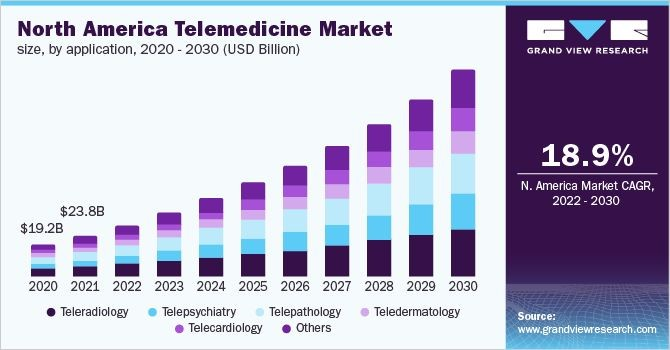 North America Telemedicine Market
size, by application, 2020 - 2030 (USD Billion)
GRAND VIEW RESEARCH
$19.2B
$23.8B
18.9%
N. America Market CAGR,
2022 - 2030
2020 2021 2022 2023 2024 2025 2026 2027 2028 2029 2030
Teleradiology Telepsychiatry Telepathology Teledermatology
Telecardiology Others
Source:
www.grandviewresearch.com